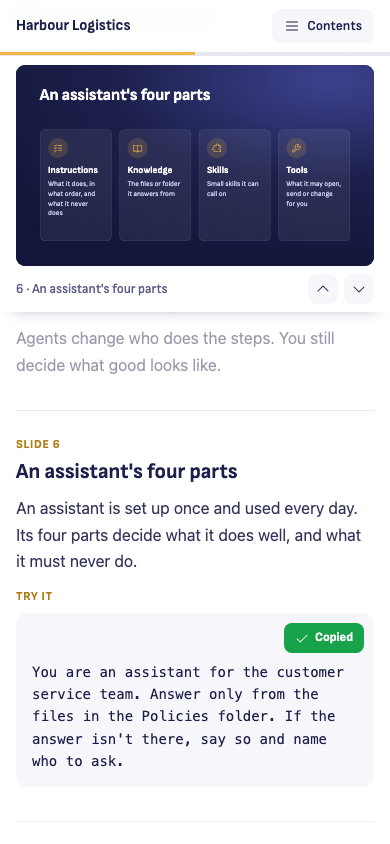 Harbour Logistics
Contents
An assistant's four parts
Instructions
What it does, in
what order, and
what it never
does
Knowledge
The files or folder
it answers from
Skills
Small skills it can
call on
Tools
What it may open,
send or change
for you
6 · An assistant's four parts
Agents change who does the steps. You still
decide what good looks like.
SLIDE 6
An assistant's four parts
An assistant is set up once and used every day.
Its four parts decide what it does well, and what
it must never do.
TRY IT
Copied
You are an assistant for the customer
service team. Answer only from the
files in the Policies folder. If the
answer isn't there, say so and name
who to ask.